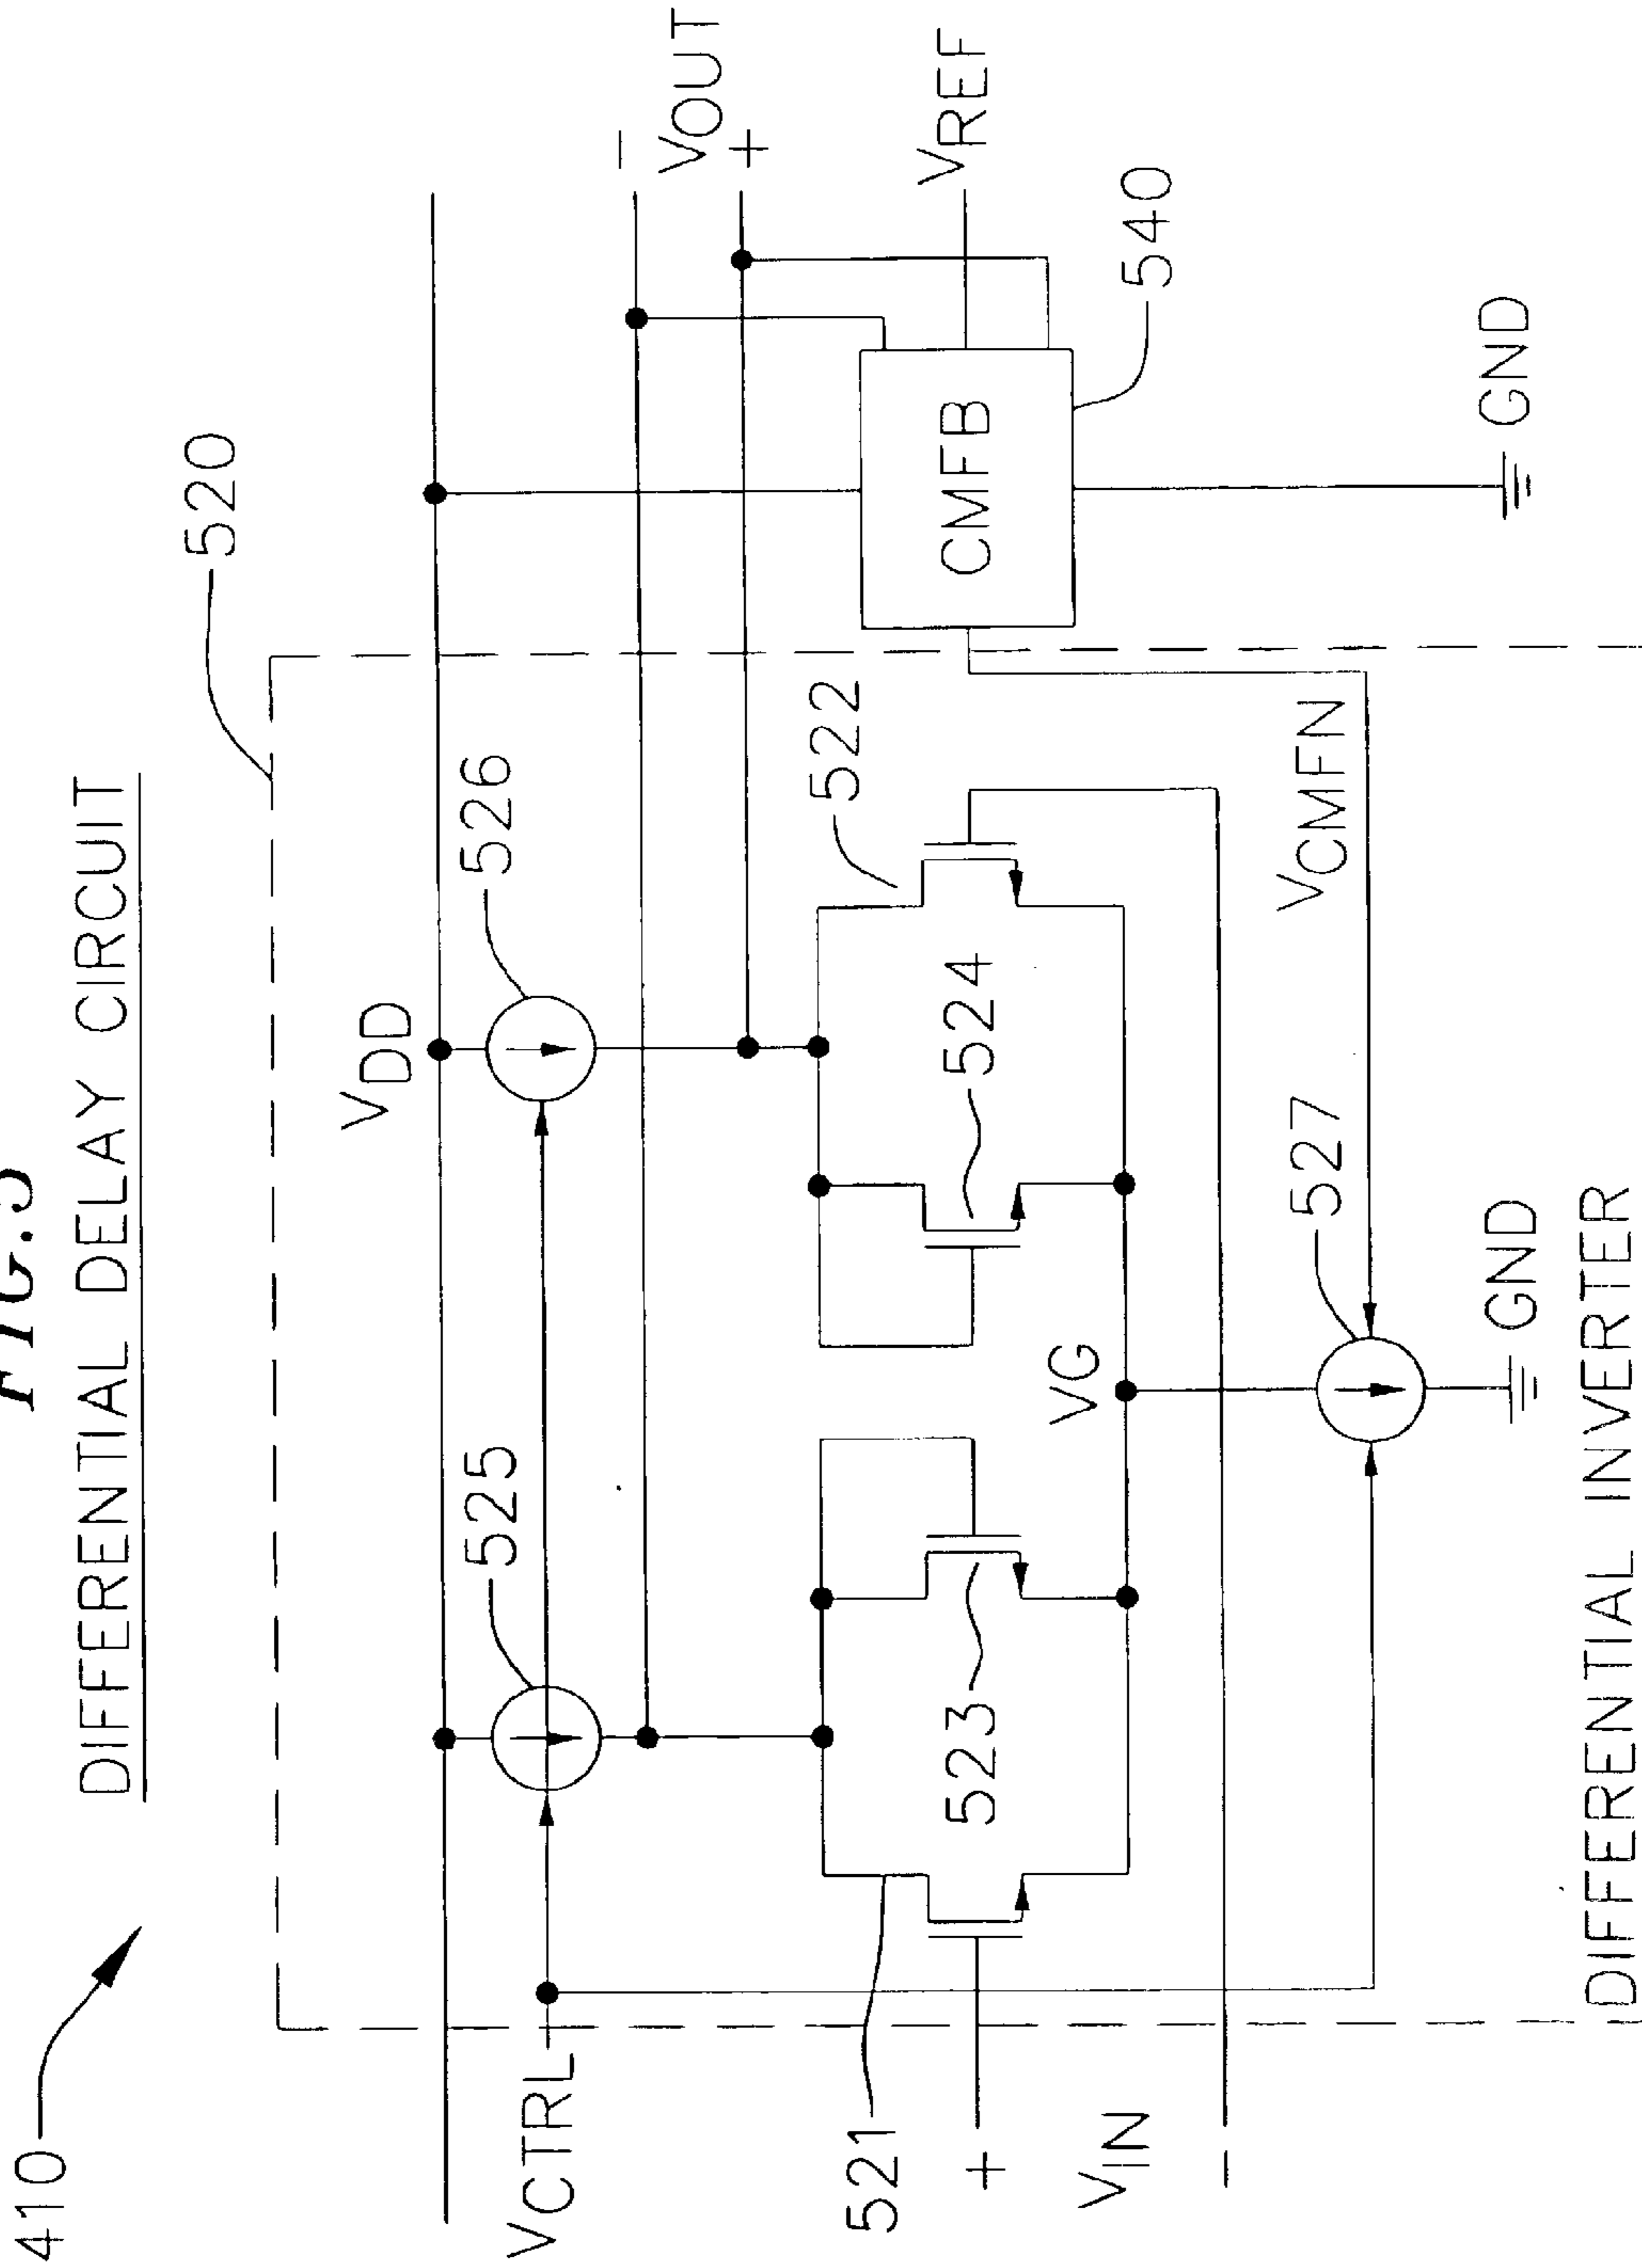 FIG.5
DIFFERENTIAL DELAY CIRCUIT
410
520
VDD
525
526
VCTRL
− VOUT +
521
+ VIN −
523
524
522
VG
CMFB
VREF
540
VCMFN
527
GND
GND
DIFFERENTIAL INVERTER